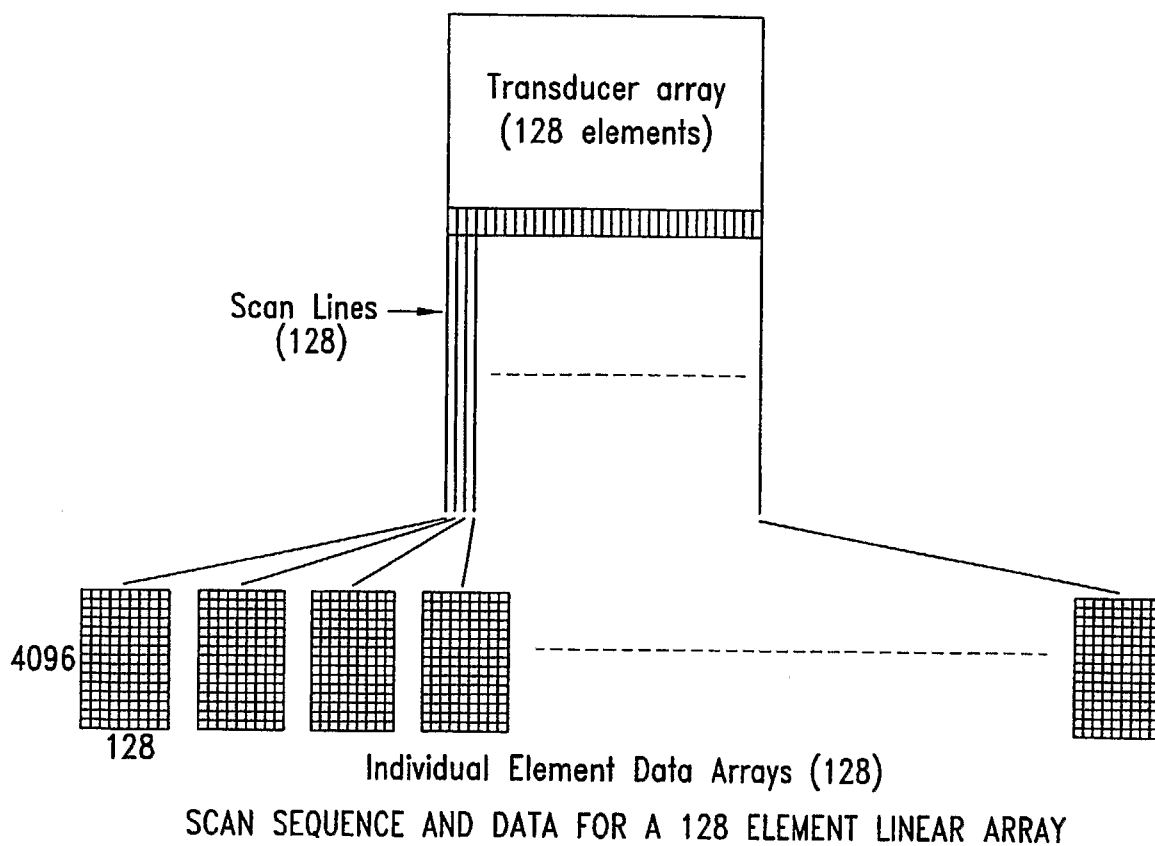 Transducer array
(128 elements)
Scan Lines
(128)
4096
128
Individual Element Data Arrays (128)
SCAN SEQUENCE AND DATA FOR A 128 ELEMENT LINEAR ARRAY